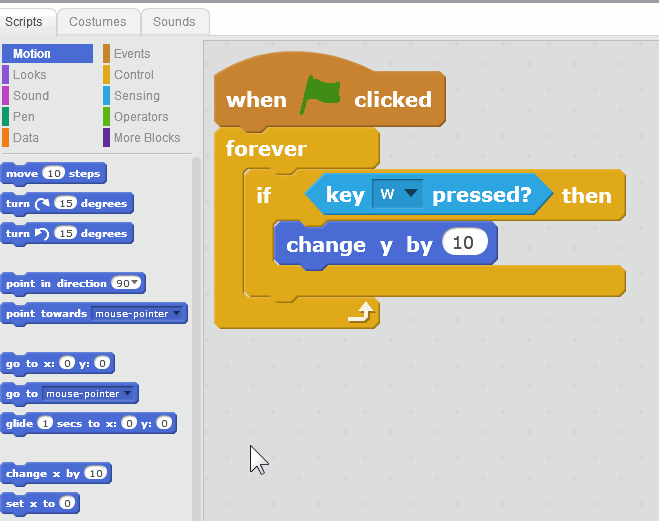 Scripts Costumes Sounds
Motion Events
Looks Control
Sound Sensing
Pen Operators
Data More Blocks
move 10 steps
turn 15 degrees
turn 15 degrees
point in direction 90
point towards mouse-pointer
go to x: 0 y: 0
go to mouse-pointer
glide 1 secs to x: 0 y: 0
change x by 10
set x to 0
when clicked
forever
if key w pressed? then
change y by 10